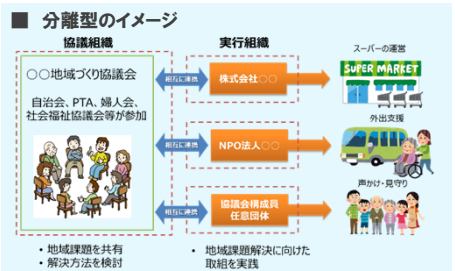 ■ 分離型のイメージ
協議組織
実行組織
○○地域づくり協議会
自治会、PTA、婦人会、
社会福祉協議会等が参加
相互に連携
株式会社○○
スーパーの運営
SUPER MARKET
相互に連携
NPO法人○○
外出支援
相互に連携
協議会構成員
任意団体
声かけ・見守り
・地域課題を共有
・解決方法を検討
・地域課題解決に向けた
取組を実践